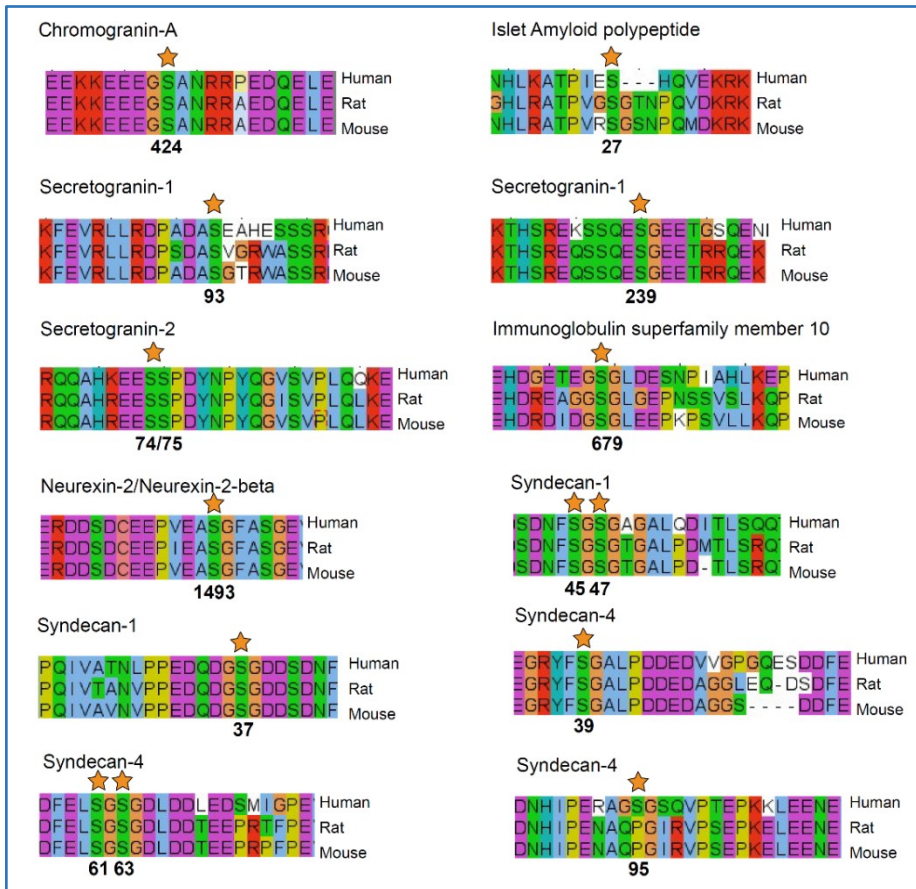 Chromogranin-A
EEKKEEEGSANRRPEDQELE Human
EEKKEEEGSANRRAEDQELE Rat
EEKKEEEGSANRRAEDQELE Mouse
424
Islet Amyloid polypeptide
NHLKATPIES---HQVEKRK Human
GHLRATPVGSGTNPQVDKRK Rat
NHLRATPVRSGSNPQMDKRK Mouse
27
Secretogranin-1
KFEVRLLRDPADASEAHESSSR Human
KFEVRLLRDPSDASVGRWASSR Rat
KFEVRLLRDPADASGTRWASSR Mouse
93
Secretogranin-1
KTHSREKSSQESGEETGSQENI Human
KTHSREQSSQESGEETRRQEK Rat
KTHSREQSSQESGEETRRQEK Mouse
239
Secretogranin-2
RQQAHKEESSPDYNPYQGVSVPLQQKE Human
RQQAHREESSPDYNPYQGISVPLQLKE Rat
RQQAHREESSPDYNPYQGVSVPLQLKE Mouse
74/75
Immunoglobulin superfamily member 10
EHDGETEGSGLDESNPIAHLKEP Human
EHDREAGGSGLGEPNSSVSLKQP Rat
EHDRDIDGSGLEEPKPSVLLKQP Mouse
679
Neurexin-2/Neurexin-2-beta
ERDDSDCEEPVEASGFASGE Human
ERDDSDCEEPIEASGFASGE Rat
ERDDSDCEEPVEASGFASGE Mouse
1493
Syndecan-1
DSDNFSGSGAGALQDITLSQQ Human
DSDNFSGSGTGALPDMTLSRQ Rat
DSDNFSGSGTGALPD-TLSRQ Mouse
45 47
Syndecan-1
PQIVATNLPPEDQDGSGDDSDNF Human
PQIVTANVPPEDQDGSGDDSDNF Rat
PQIVAVNVPPEDQDGSGDDSDNF Mouse
37
Syndecan-4
EGRYFSGALPDDEDVVGPGQESDDFE Human
EGRYFSGALPDDEDAGGLEQ-DSDFE Rat
EGRYFSGALPDDEDAGGS----DDFE Mouse
39
Syndecan-4
DFELSGSGDLDDLEDSMIGPE Human
DFELSGSGDLDDTEEPRTFPE Rat
DFELSGSGDLDDTEEPRPFPE Mouse
61 63
Syndecan-4
DNHIPERAGSGSQVPTEPKKLEENE Human
DNHIPENAQPGIRVPSEPKELEENE Rat
DNHIPENAQPGIRVPSEPKELEENE Mouse
95